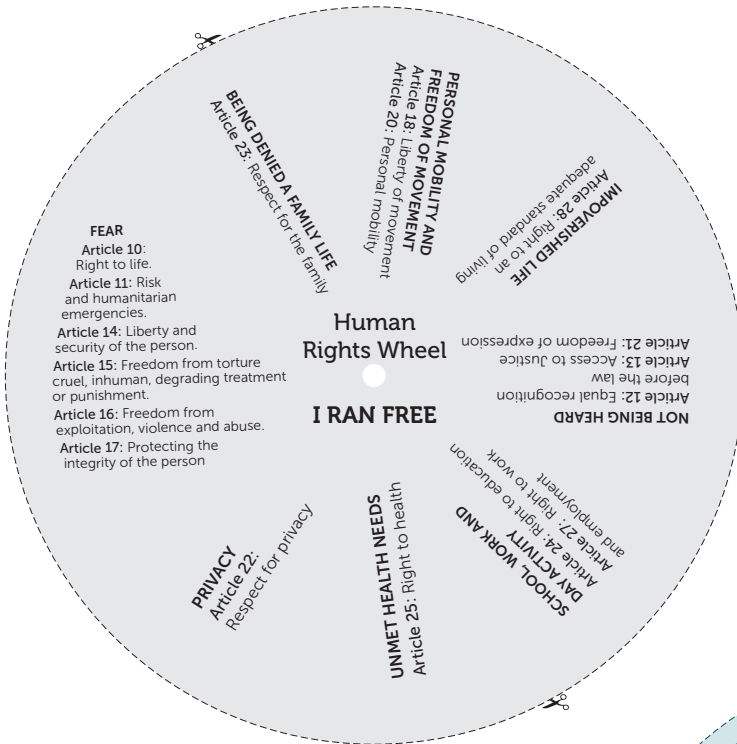 Human
Rights Wheel
I RAN FREE
FEAR
Article 10:
Right to life.
Article 11: Risk
and humanitarian
emergencies.
Article 14: Liberty and
security of the person.
Article 15: Freedom from torture
cruel, inhuman, degrading treatment
or punishment.
Article 16: Freedom from
exploitation, violence and abuse.
Article 17: Protecting the
integrity of the person
BEING DENIED A FAMILY LIFE
Article 23: Respect for the family
PERSONAL MOBILITY AND
FREEDOM OF MOVEMENT
Article 18: Liberty of movement
Article 20: Personal mobility
IMPOVERISHED LIFE
Article 28: Right to an
adequate standard of living
NOT BEING HEARD
Article 12: Equal recognition
before the law
Article 13: Access to Justice
Article 21: Freedom of expression
SCHOOL, WORK AND
DAY ACTIVITY
Article 24: Right to education
Article 27: Right to work
and employment
UNMET HEALTH NEEDS
Article 25: Right to health
PRIVACY
Article 22:
Respect for privacy